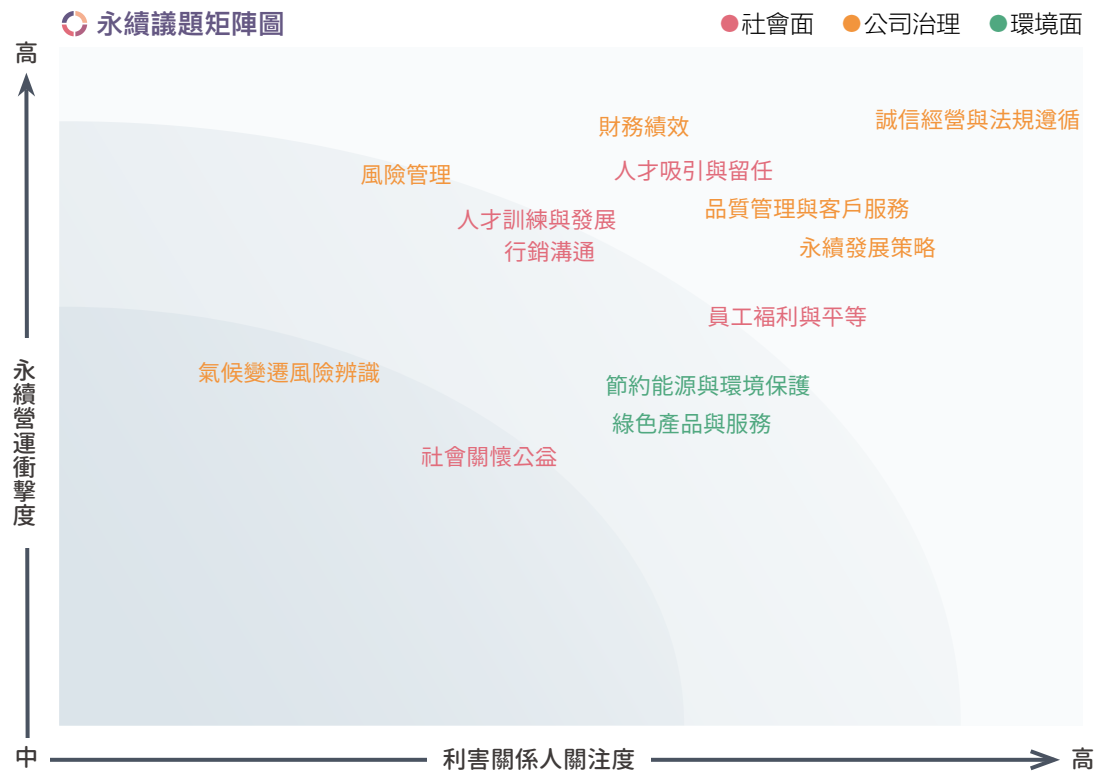 永續議題矩陣圖
社會面
公司治理
環境面
高
誠信經營與法規遵循
財務績效
人才吸引與留任
風險管理
品質管理與客戶服務
人才訓練與發展
永續發展策略
行銷溝通
員工福利與平等
氣候變遷風險辨識
節約能源與環境保護
綠色產品與服務
社會關懷公益
永續營運衝擊度
中
利害關係人關注度
高